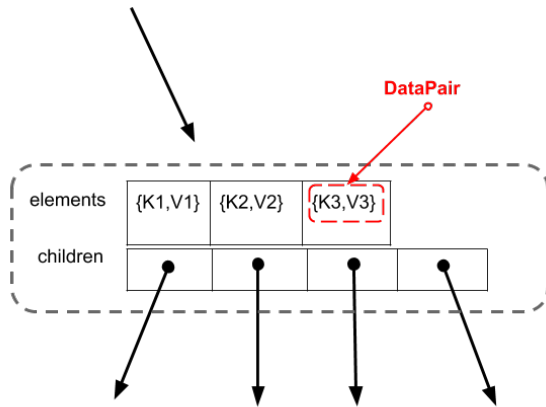 DataPair
elements {K1,V1} {K2,V2} {K3,V3}
children